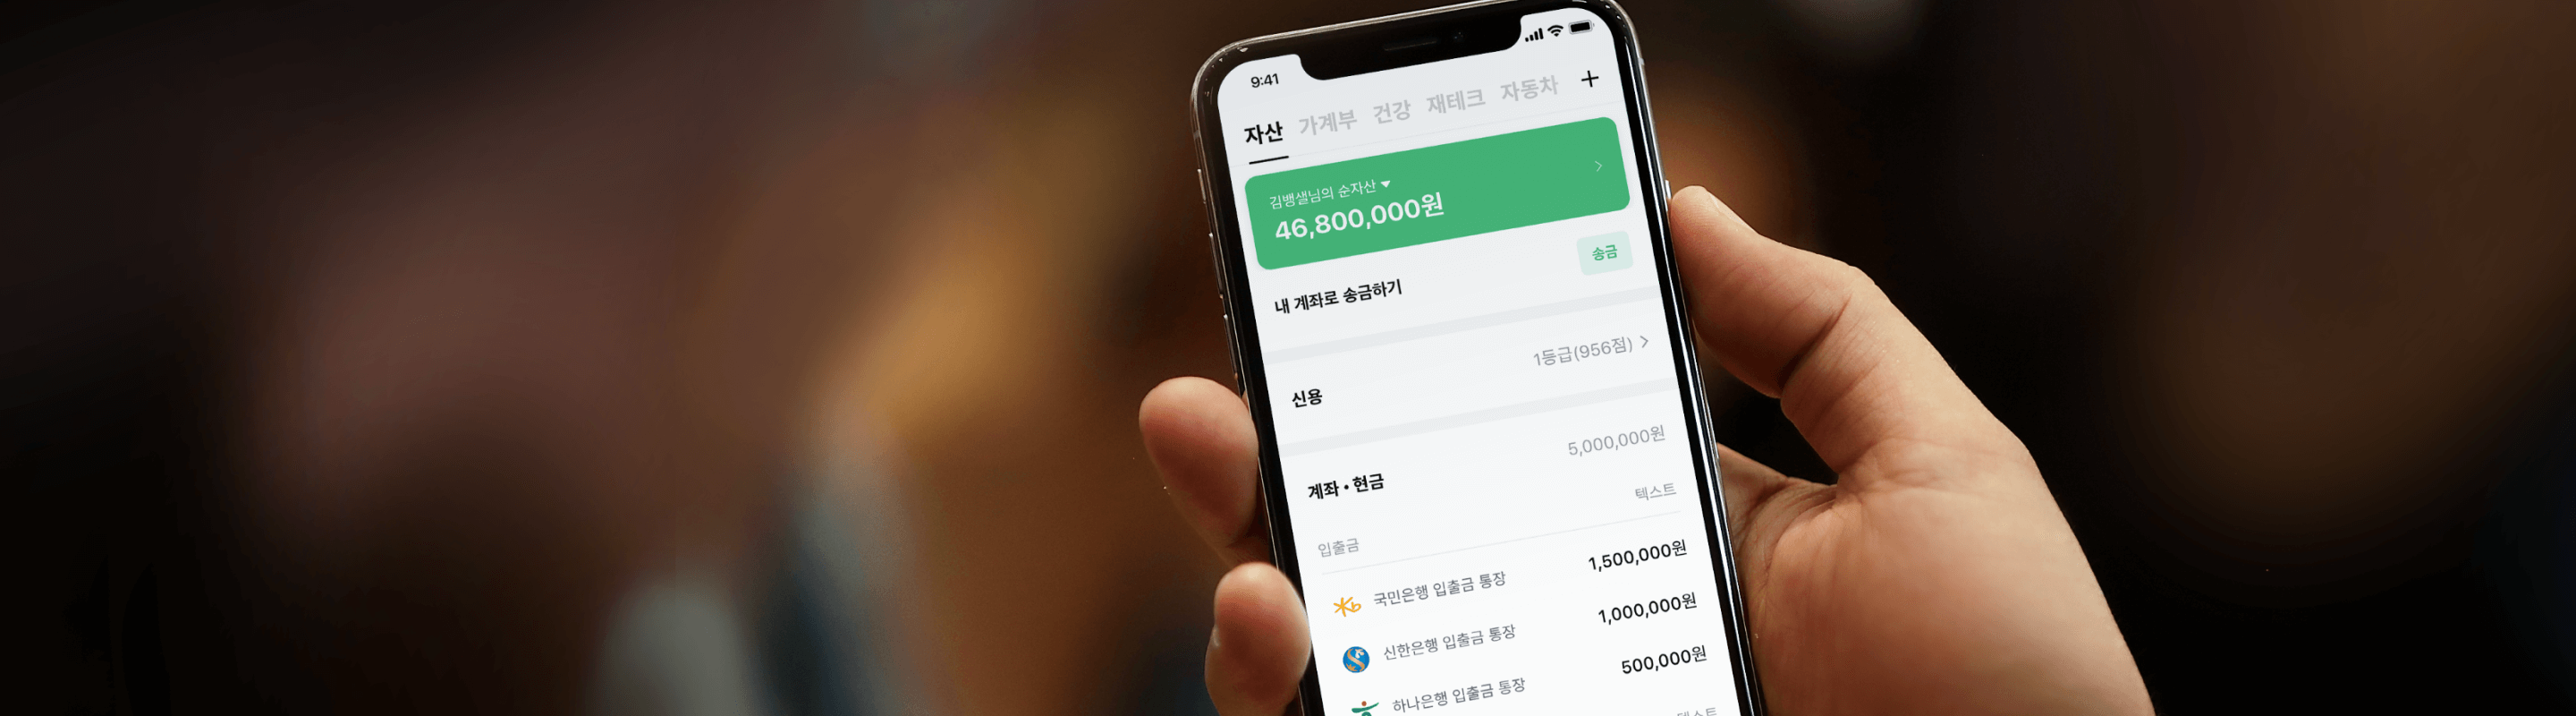 9:41
자산 가계부 건강 재테크 자동차 +
김뱅샐님의 순자산
46,800,000원
내 계좌로 송금하기 송금
신용 1등급(956점)
계좌•현금 5,000,000원
입출금 텍스트
국민은행 입출금 통장 1,500,000원
신한은행 입출금 통장 1,000,000원
하나은행 입출금 통장 500,000원
텍스트